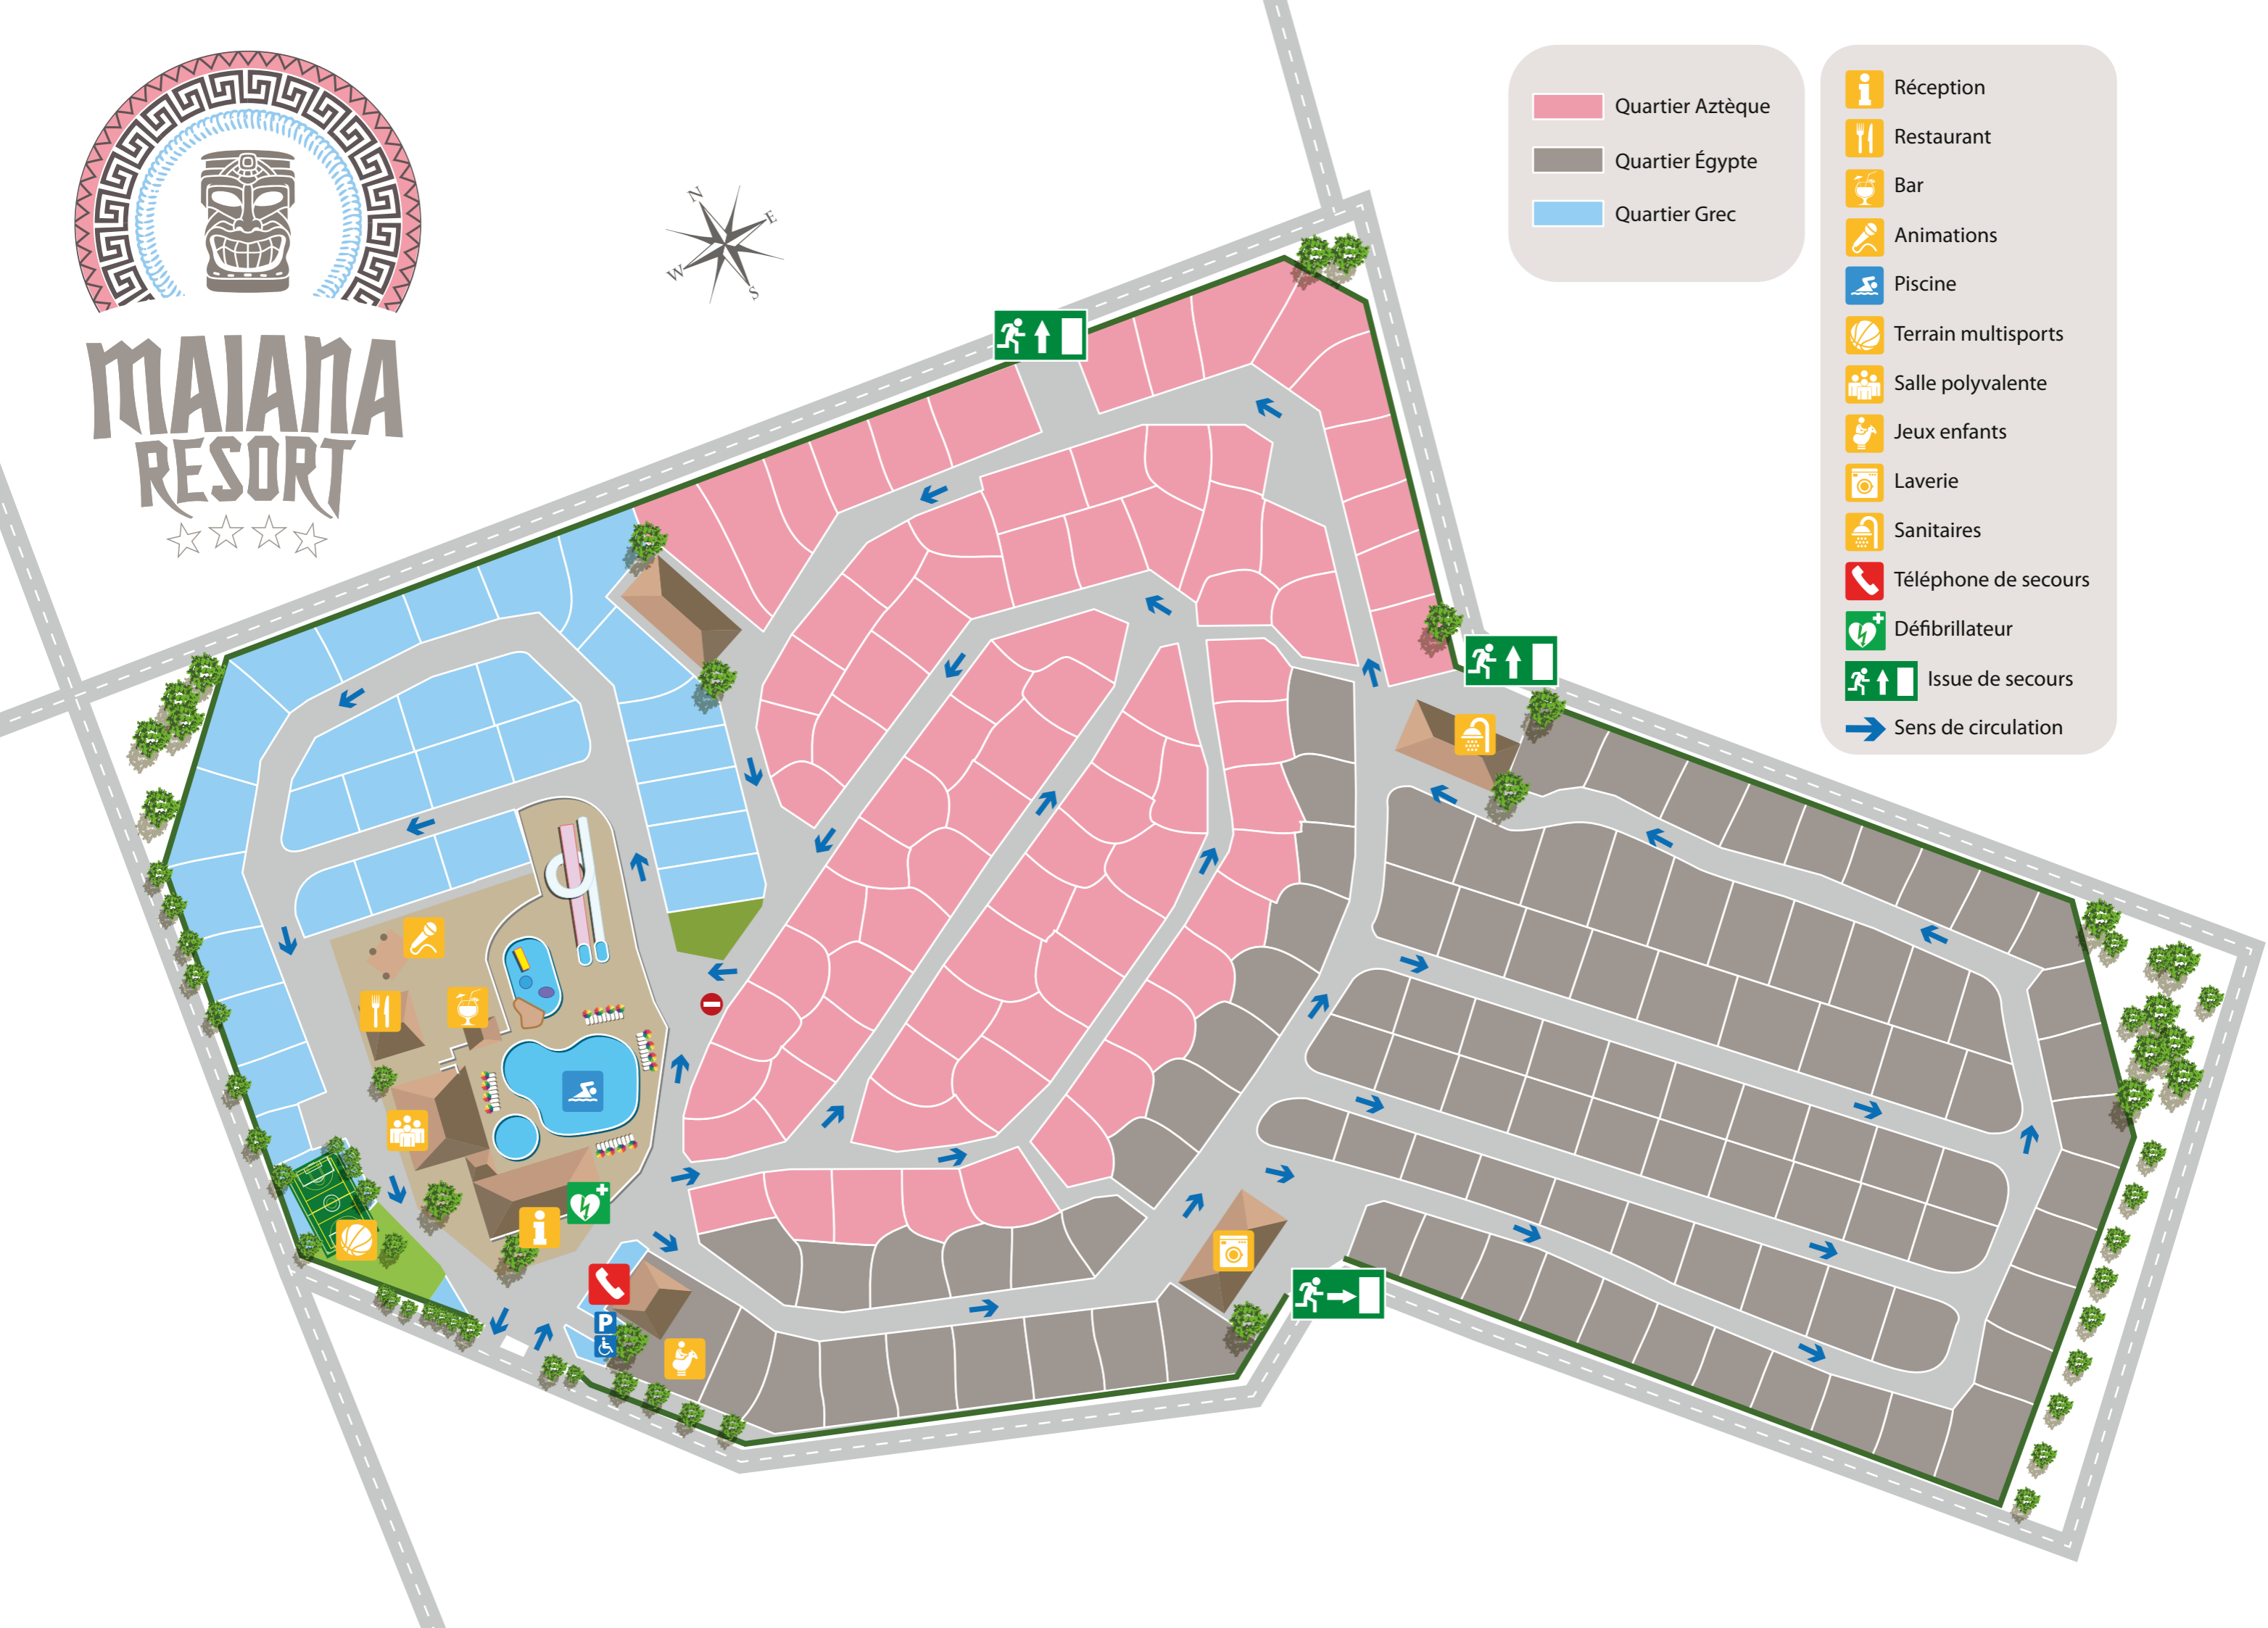 MAIANA
RESORT
N
E
W
S
Quartier Aztèque
Quartier Égypte
Quartier Grec
Réception
Restaurant
Bar
Animations
Piscine
Terrain multisports
Salle polyvalente
Jeux enfants
Laverie
Sanitaires
Téléphone de secours
Défibrillateur
Issue de secours
Sens de circulation
P